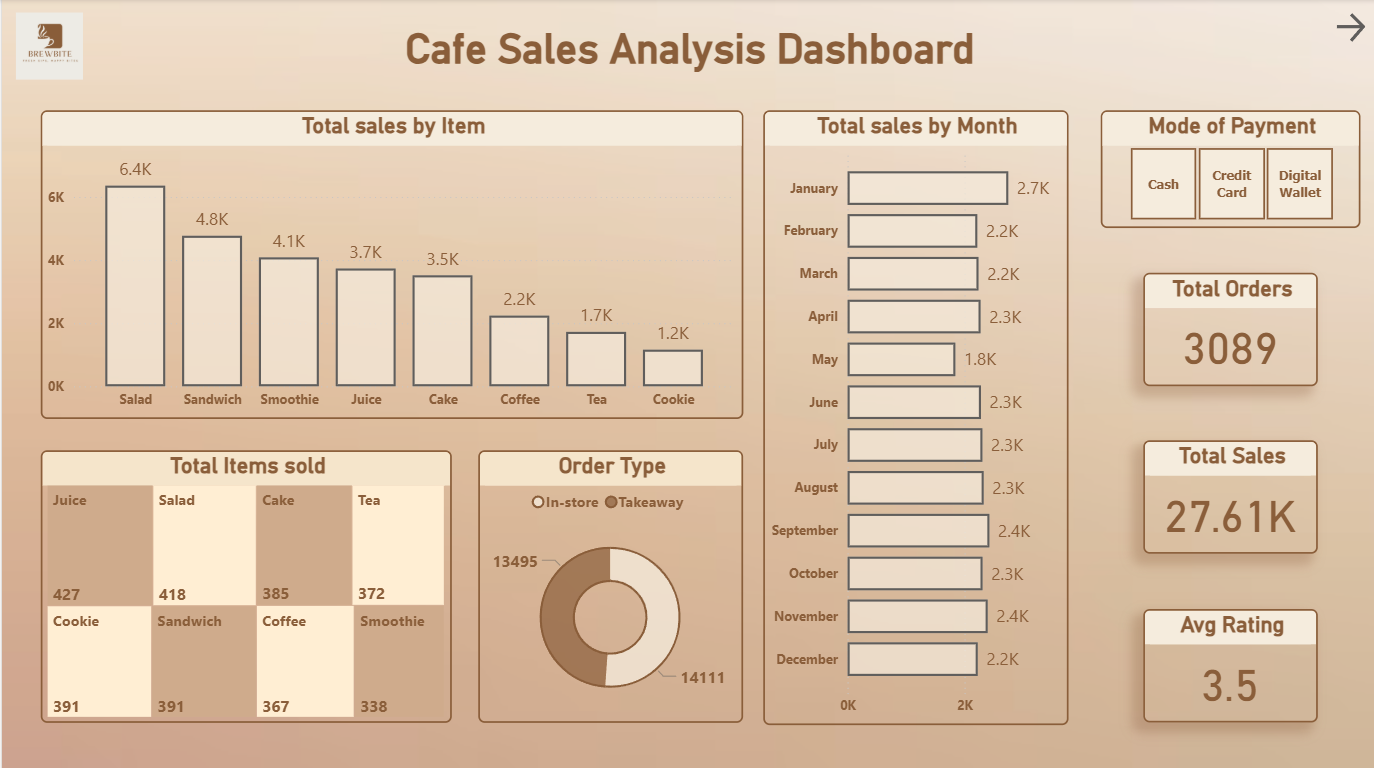 BREWBITE
Cafe Sales Analysis Dashboard
Total sales by Item
6.4K
4.8K
4.1K
3.7K
3.5K
2.2K
1.7K
1.2K
6K
4K
2K
0K
Salad
Sandwich
Smoothie
Juice
Cake
Coffee
Tea
Cookie
Total sales by Month
January 2.7K
February 2.2K
March 2.2K
April 2.3K
May 1.8K
June 2.3K
July 2.3K
August 2.3K
September 2.4K
October 2.3K
November 2.4K
December 2.2K
0K 2K
Mode of Payment
Cash
Credit
Card
Digital
Wallet
Total Orders
3089
Total Sales
27.61K
Avg Rating
3.5
Total Items sold
Juice
427
Salad
418
Cake
385
Tea
372
Cookie
391
Sandwich
391
Coffee
367
Smoothie
338
Order Type
In-store Takeaway
13495
14111